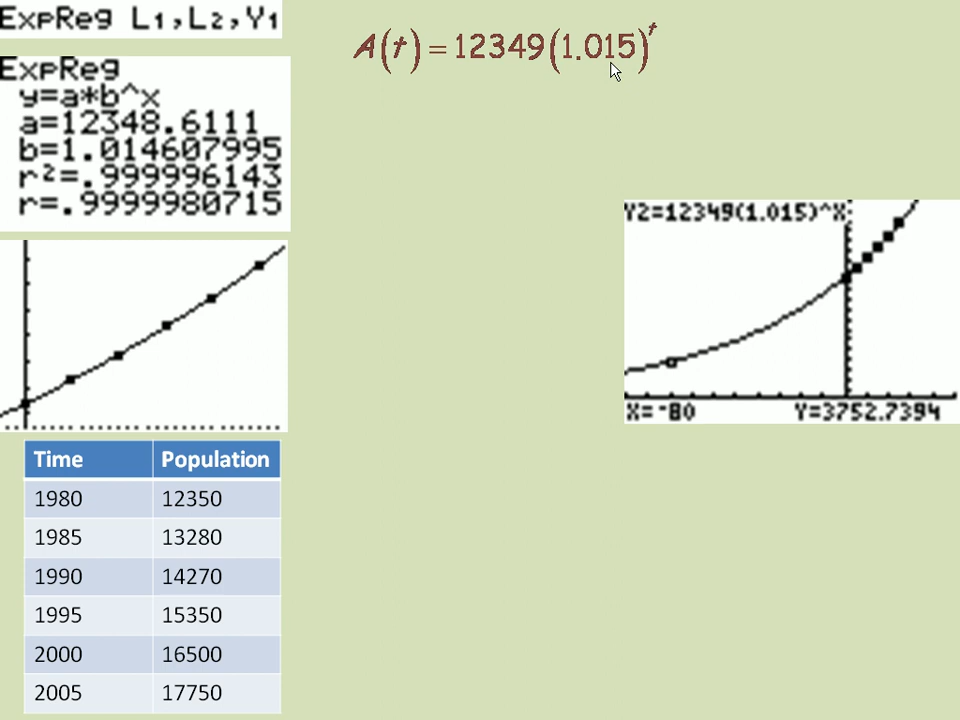 ExpReg L₁,L₂,Y₁
A(t) = 12349(1.015)^t
ExpReg
y=a*b^x
a=12348.6111
b=1.014607995
r²=.999996143
r=.9999980715
Y2=12349(1.015)^X
X=-80 Y=3752.7394
Time Population
1980 12350
1985 13280
1990 14270
1995 15350
2000 16500
2005 17750